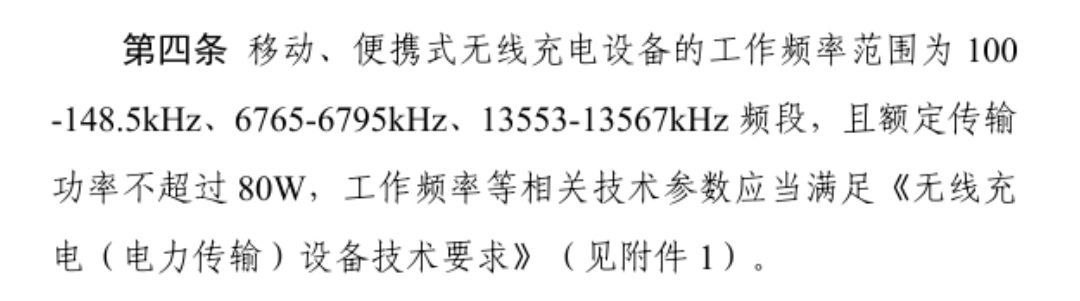 第四条 移动、便携式无线充电设备的工作频率范围为 100
-148.5kHz、6765-6795kHz、13553-13567kHz 频段，且额定传输
功率不超过 80W，工作频率等相关技术参数应当满足《无线充
电（电力传输）设备技术要求》（见附件 1）。